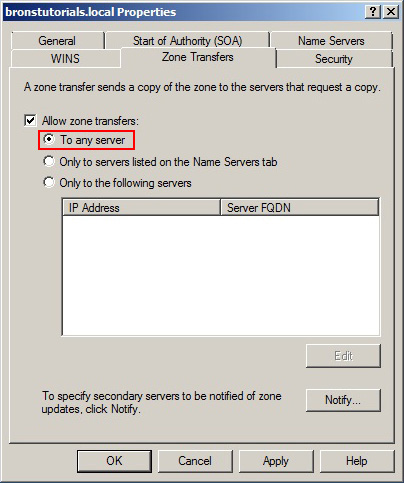 bronstutorials.local Properties
General
Start of Authority (SOA)
Name Servers
WINS
Zone Transfers
Security
A zone transfer sends a copy of the zone to the servers that request a copy.
Allow zone transfers:
To any server
Only to servers listed on the Name Servers tab
Only to the following servers
IP Address
Server FQDN
Edit
To specify secondary servers to be notified of zone
updates, click Notify.
Notify...
OK
Cancel
Apply
Help